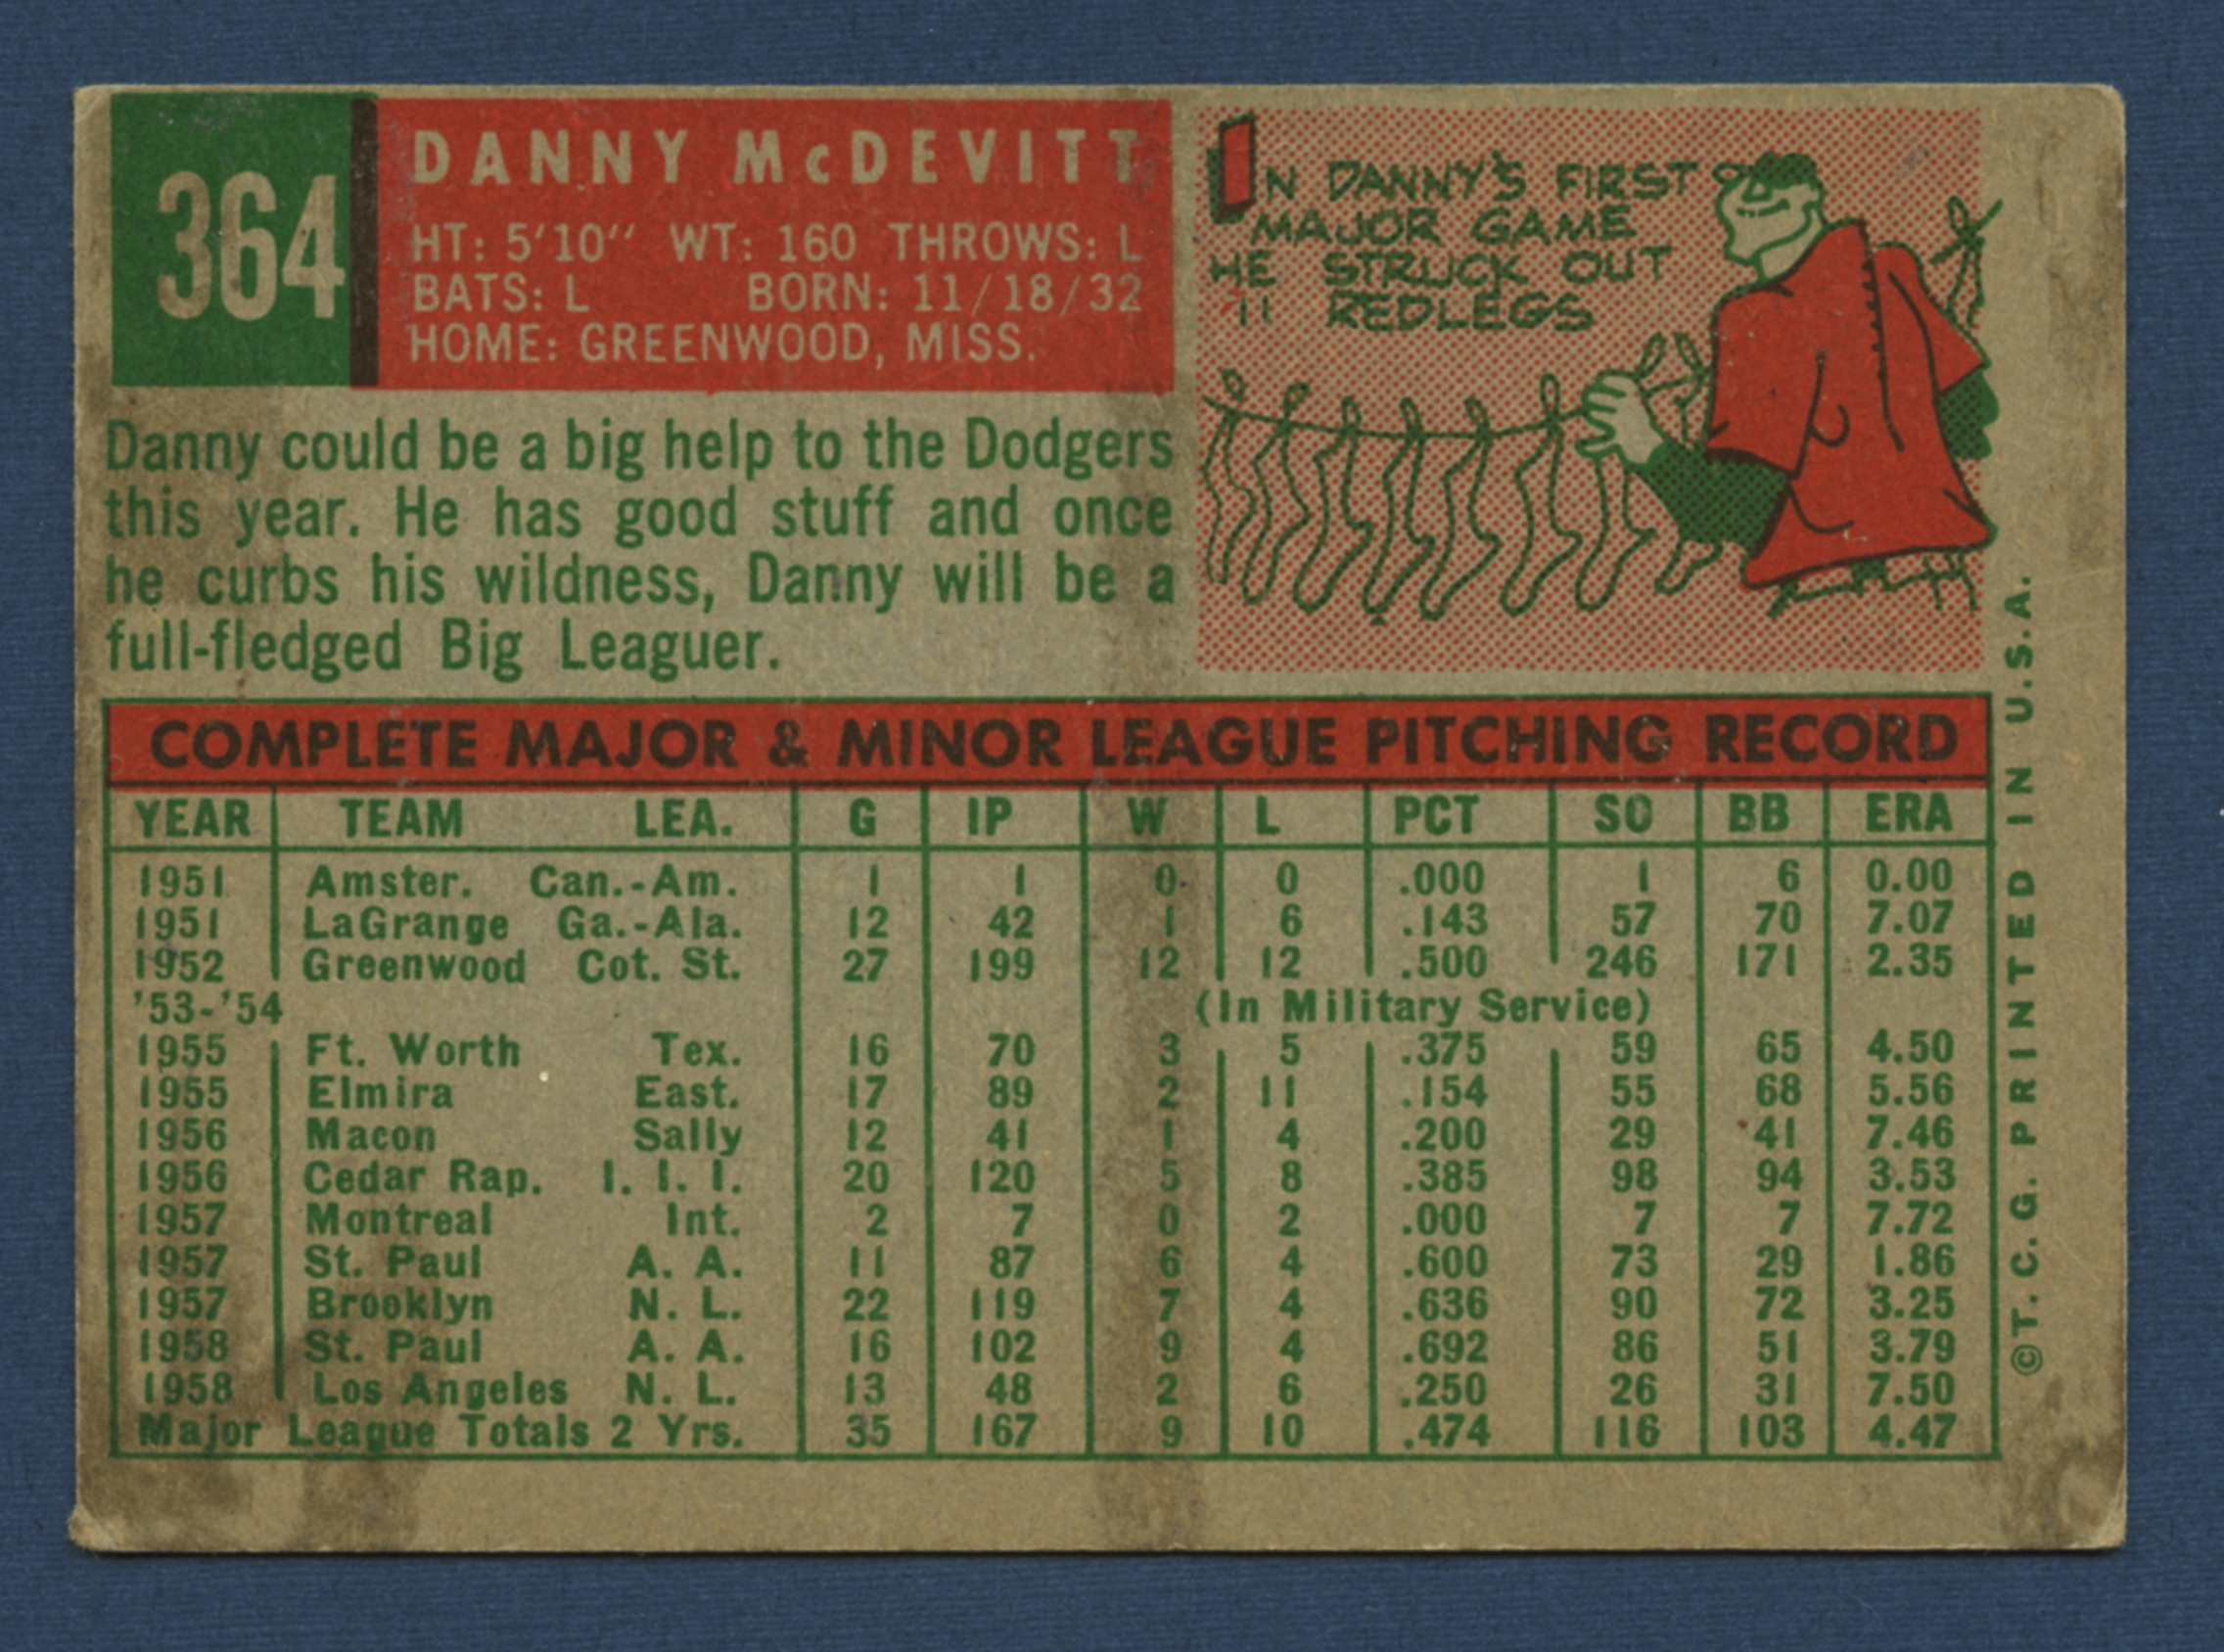 364
DANNY McDEVITT
HT: 5'10" WT: 160 THROWS: L
BATS: L BORN: 11/18/32
HOME: GREENWOOD, MISS.
IN DANNY'S FIRST
MAJOR GAME
HE STRUCK OUT
11 REDLEGS
Danny could be a big help to the Dodgers
this year. He has good stuff and once
he curbs his wildness, Danny will be a
full-fledged Big Leaguer.
COMPLETE MAJOR & MINOR LEAGUE PITCHING RECORD
YEAR TEAM LEA. G IP W L PCT SO BB ERA
1951 Amster. Can.-Am. 1 1 0 0 .000 1 6 0.00
1951 LaGrange Ga.-Ala. 12 42 1 6 .143 57 70 7.07
1952 Greenwood Cot. St. 27 199 12 12 .500 246 171 2.35
'53-'54 (In Military Service)
1955 Ft. Worth Tex. 16 70 3 5 .375 59 65 4.50
1955 Elmira East. 17 89 2 11 .154 55 68 5.56
1956 Macon Sally 12 41 1 4 .200 29 41 7.46
1956 Cedar Rap. I. I. I. 20 120 5 8 .385 98 94 3.53
1957 Montreal Int. 2 7 0 2 .000 7 7 7.72
1957 St. Paul A. A. 11 87 6 4 .600 73 29 1.86
1957 Brooklyn N. L. 22 119 7 4 .636 90 72 3.25
1958 St. Paul A. A. 16 102 9 4 .692 86 51 3.79
1958 Los Angeles N. L. 13 48 2 6 .250 26 31 7.50
Major League Totals 2 Yrs. 35 167 9 10 .474 116 103 4.47
©T. C. G. PRINTED IN U.S.A.